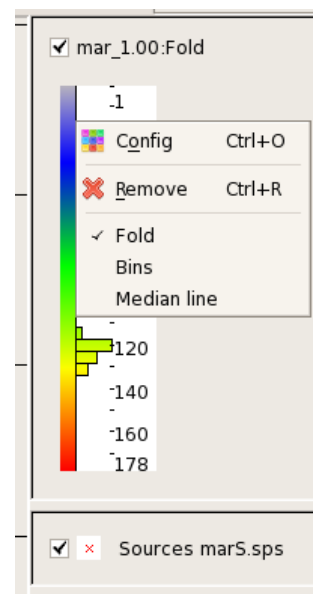 mar_1.00:Fold
1
Config Ctrl+O
Remove Ctrl+R
✓ Fold
Bins
Median line
120
140
160
178
Sources marS.sps